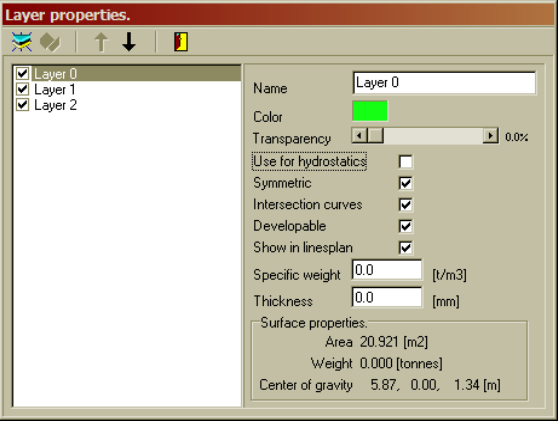 Layer properties.
Layer 0
Layer 1
Layer 2
Name Layer 0
Color
Transparency 0.0%
Use for hydrostatics
Symmetric
Intersection curves
Developable
Show in linesplan
Specific weight 0.0 [t/m3]
Thickness 0.0 [mm]
Surface properties.
Area 20.921 [m2]
Weight 0.000 [tonnes]
Center of gravity 5.87, 0.00, 1.34 [m]